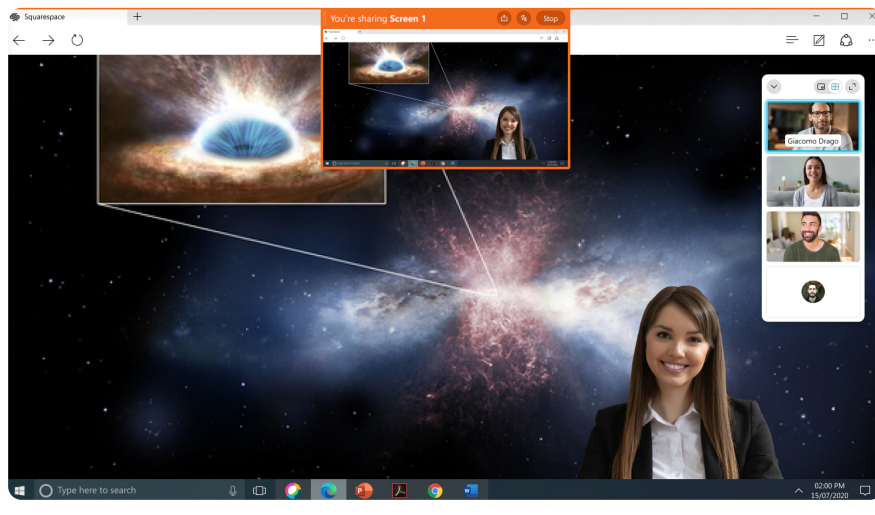 Squarespace
You're sharing Screen 1
Stop
Giacomo Drago
Type here to search
02:00 PM
15/07/2020